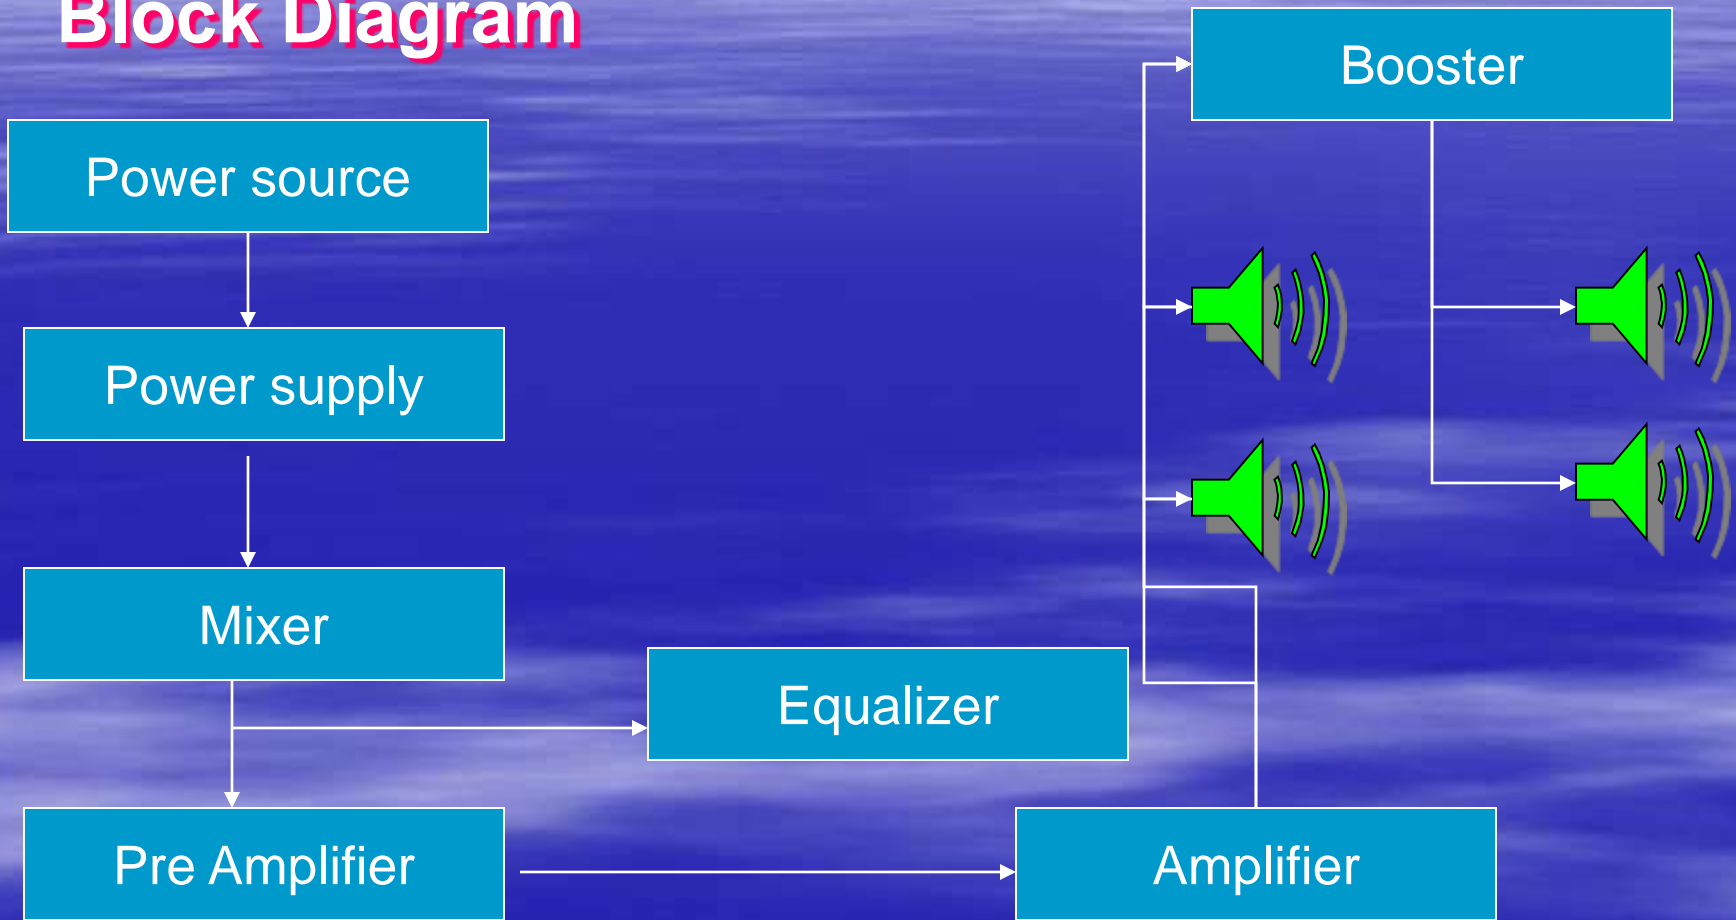 Block Diagram
Booster
Power source
Power supply
Mixer
Equalizer
Pre Amplifier
Amplifier